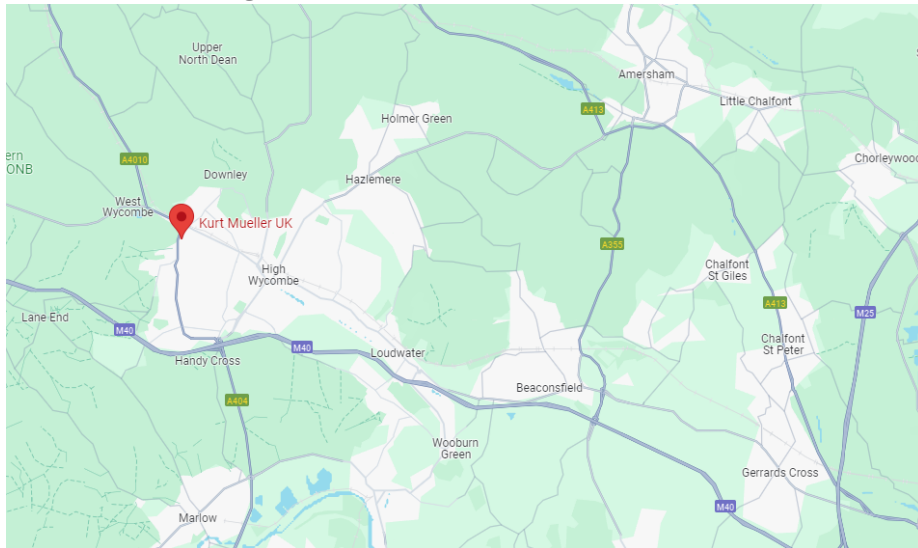 Upper
North Dean
Amersham
Little Chalfont
A413
Holmer Green
Chorleywood
A4010
ern
ONB
Downley
Hazlemere
West
Wycombe
Kurt Mueller UK
A355
High
Wycombe
Chalfont
St Giles
A413
M25
Lane End
M40
M40
Chalfont
St Peter
Handy Cross
Loudwater
Beaconsfield
A404
Wooburn
Green
Gerrards Cross
M40
Marlow